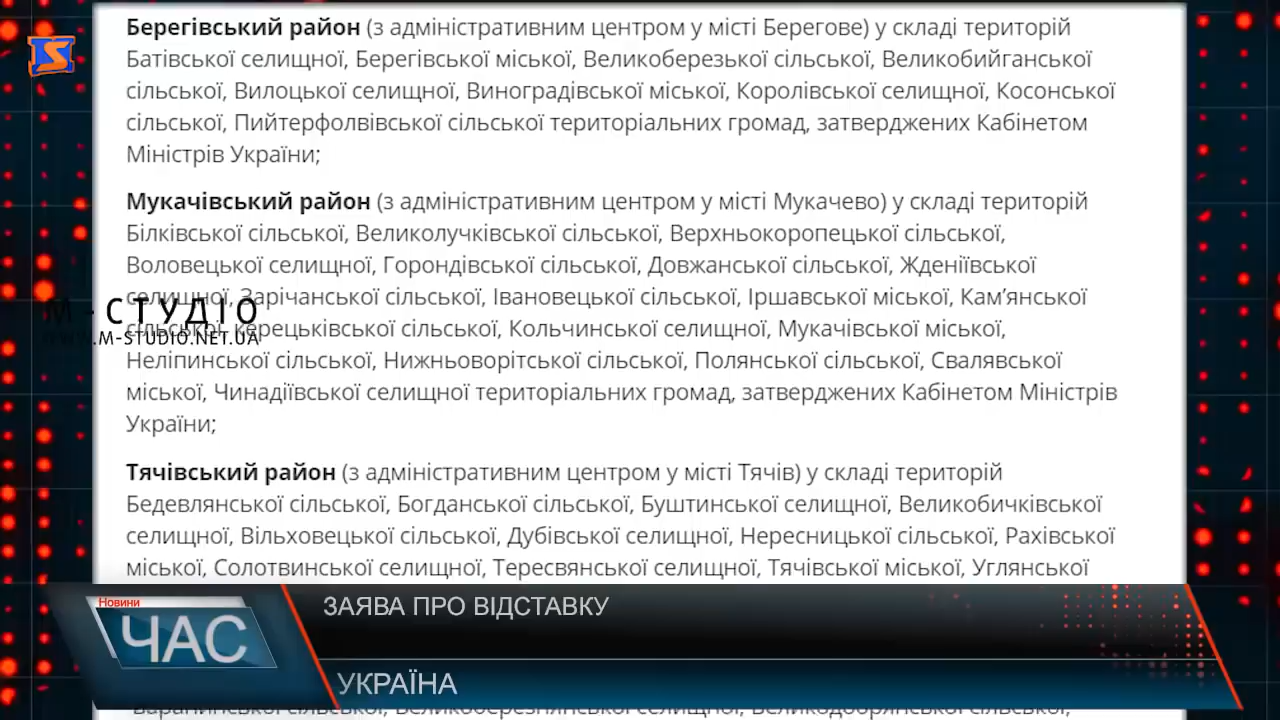 Берегівський район (з адміністративним центром у місті Берегове) у складі територій
Батівської селищної, Берегівської міської, Великоберезької сільської, Великобийганської
сільської, Вилоцької селищної, Виноградівської міської, Королівської селищної, Косонської
сільської, Пийтерфолвівської сільської територіальних громад, затверджених Кабінетом
Міністрів України;
Мукачівський район (з адміністративним центром у місті Мукачево) у складі територій
Білківської сільської, Великолучківської сільської, Верхньокоропецької сільської,
Воловецької селищної, Горондівської сільської, Довжанської сільської, Жденіївської
селищної, Зарічанської сільської, Івановецької сільської, Іршавської міської, Кам’янської
М-СТУДІО
сільської, керецьківської сільської, Кольчинської селищної, Мукачівської міської,
WWW.M-STUDIO.NET.UA
Неліпинської сільської, Нижньоворітської сільської, Полянської сільської, Свалявської
міської, Чинадіївської селищної територіальних громад, затверджених Кабінетом Міністрів
України;
Тячівський район (з адміністративним центром у місті Тячів) у складі територій
Бедевлянської сільської, Богданської сільської, Буштинської селищної, Великобичківської
селищної, Вільховецької сільської, Дубівської селищної, Нересницької сільської, Рахівської
міської, Солотвинської селищної, Тересвянської селищної, Тячівської міської, Углянської
Новини
ЧАС
ЗАЯВА ПРО ВІДСТАВКУ
УКРАЇНА